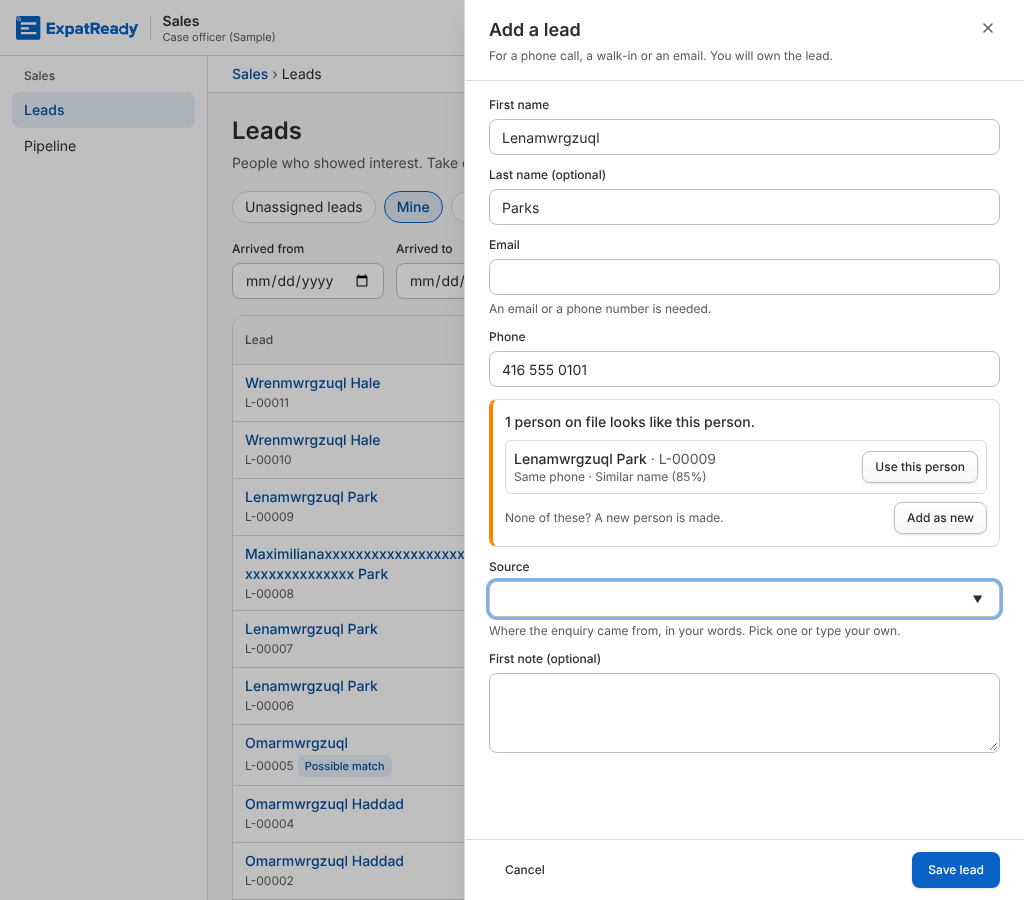 ExpatReady
Sales
Case officer (Sample)
Sales
Leads
Pipeline
Sales › Leads
Leads
People who showed interest. Take
Unassigned leads
Mine
Arrived from
Arrived to
mm/dd/yyyy
mm/dd/
Lead
Wrenmwrgzuql Hale
L-00011
Wrenmwrgzuql Hale
L-00010
Lenamwrgzuql Park
L-00009
Maximilianaxxxxxxxxxxxxxxxxxx
xxxxxxxxxxxxxx Park
L-00008
Lenamwrgzuql Park
L-00007
Lenamwrgzuql Park
L-00006
Omarmwrgzuql
L-00005 Possible match
Omarmwrgzuql Haddad
L-00004
Omarmwrgzuql Haddad
L-00002
Add a lead
For a phone call, a walk-in or an email. You will own the lead.
First name
Lenamwrgzuql
Last name (optional)
Parks
Email
An email or a phone number is needed.
Phone
416 555 0101
1 person on file looks like this person.
Lenamwrgzuql Park · L-00009
Same phone · Similar name (85%)
Use this person
None of these? A new person is made.
Add as new
Source
Where the enquiry came from, in your words. Pick one or type your own.
First note (optional)
Cancel
Save lead